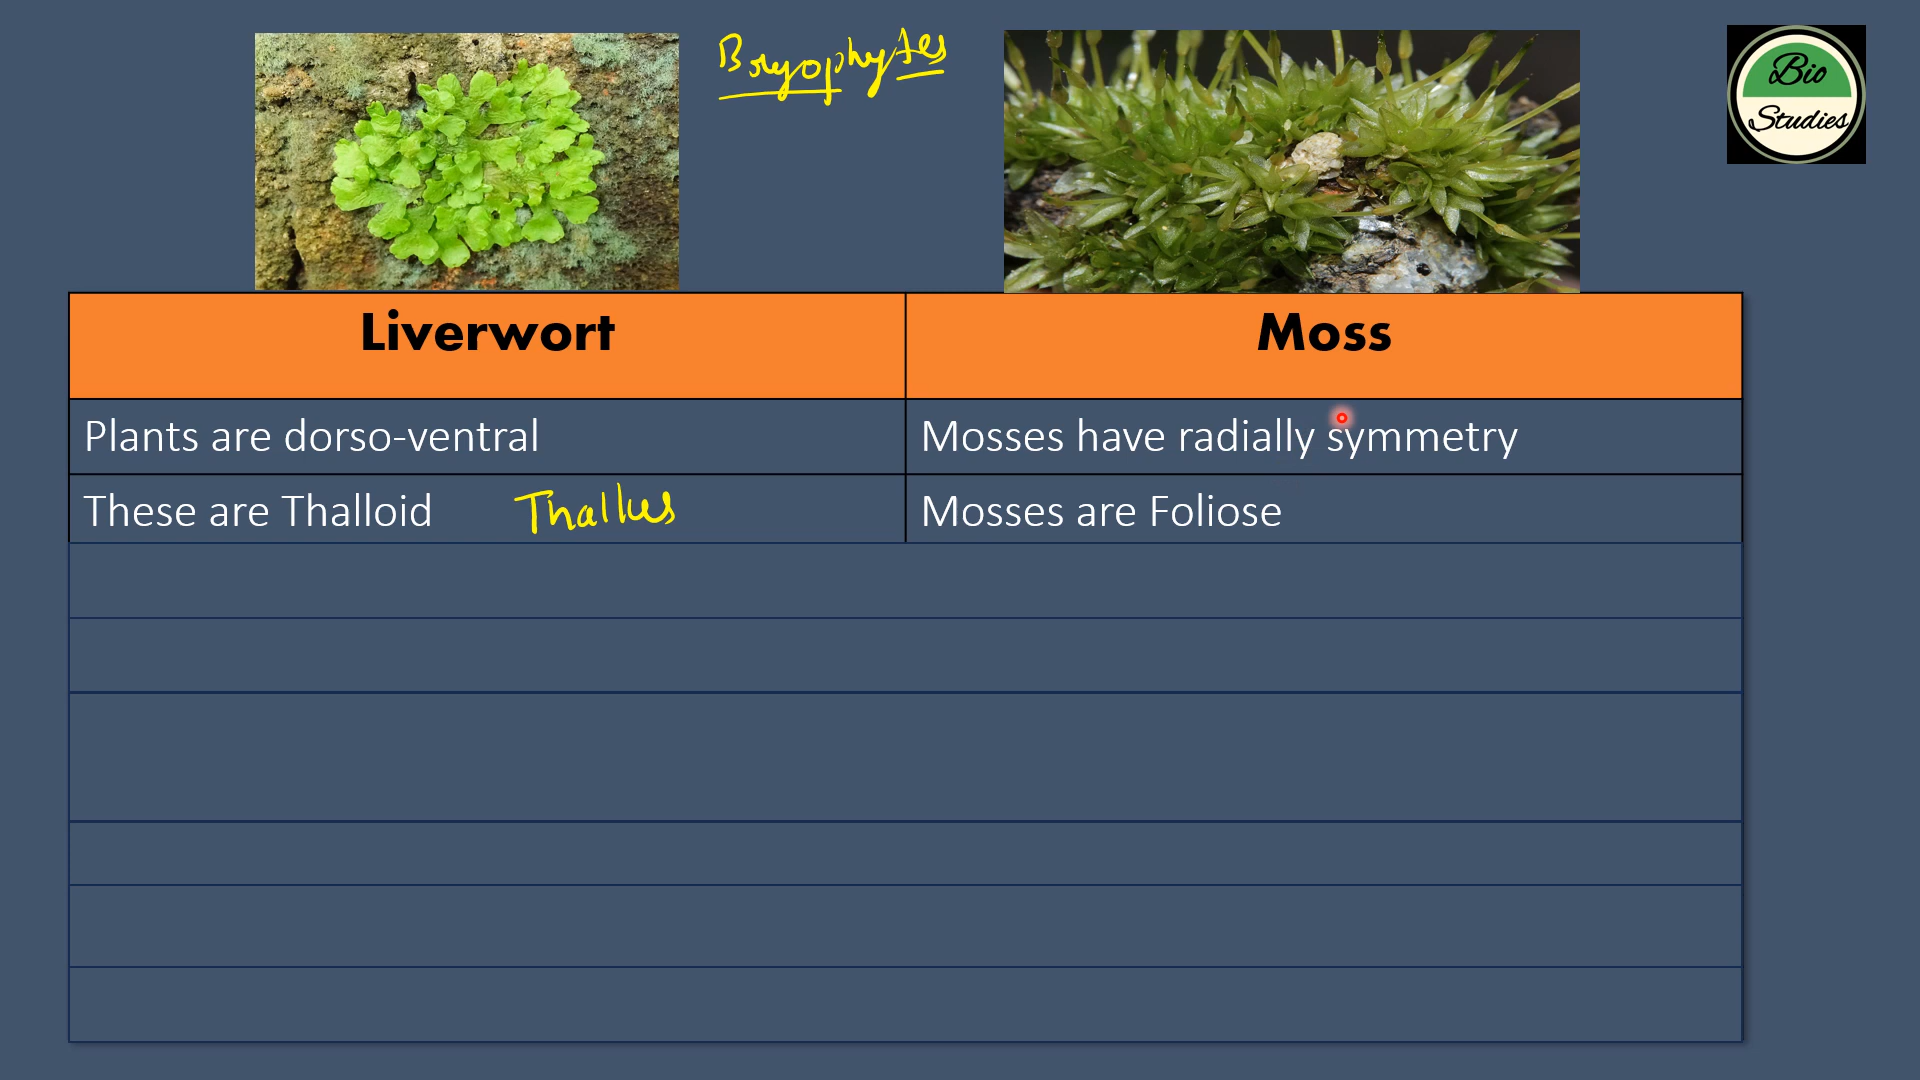 Bryophytes
Bio
Studies
Liverwort
Moss
Plants are dorso-ventral
Mosses have radially symmetry
These are Thalloid
Thallus
Mosses are Foliose